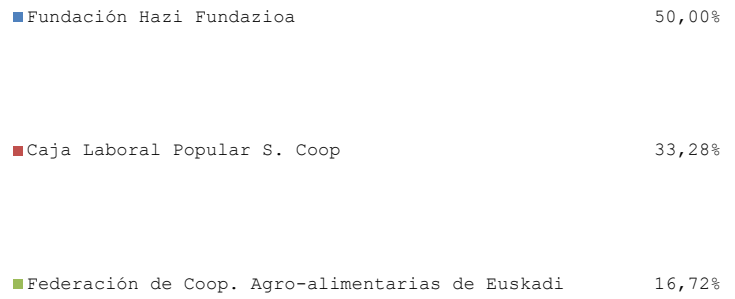 Fundación Hazi Fundazioa 50,00%
Caja Laboral Popular S. Coop 33,28%
Federación de Coop. Agro-alimentarias de Euskadi 16,72%